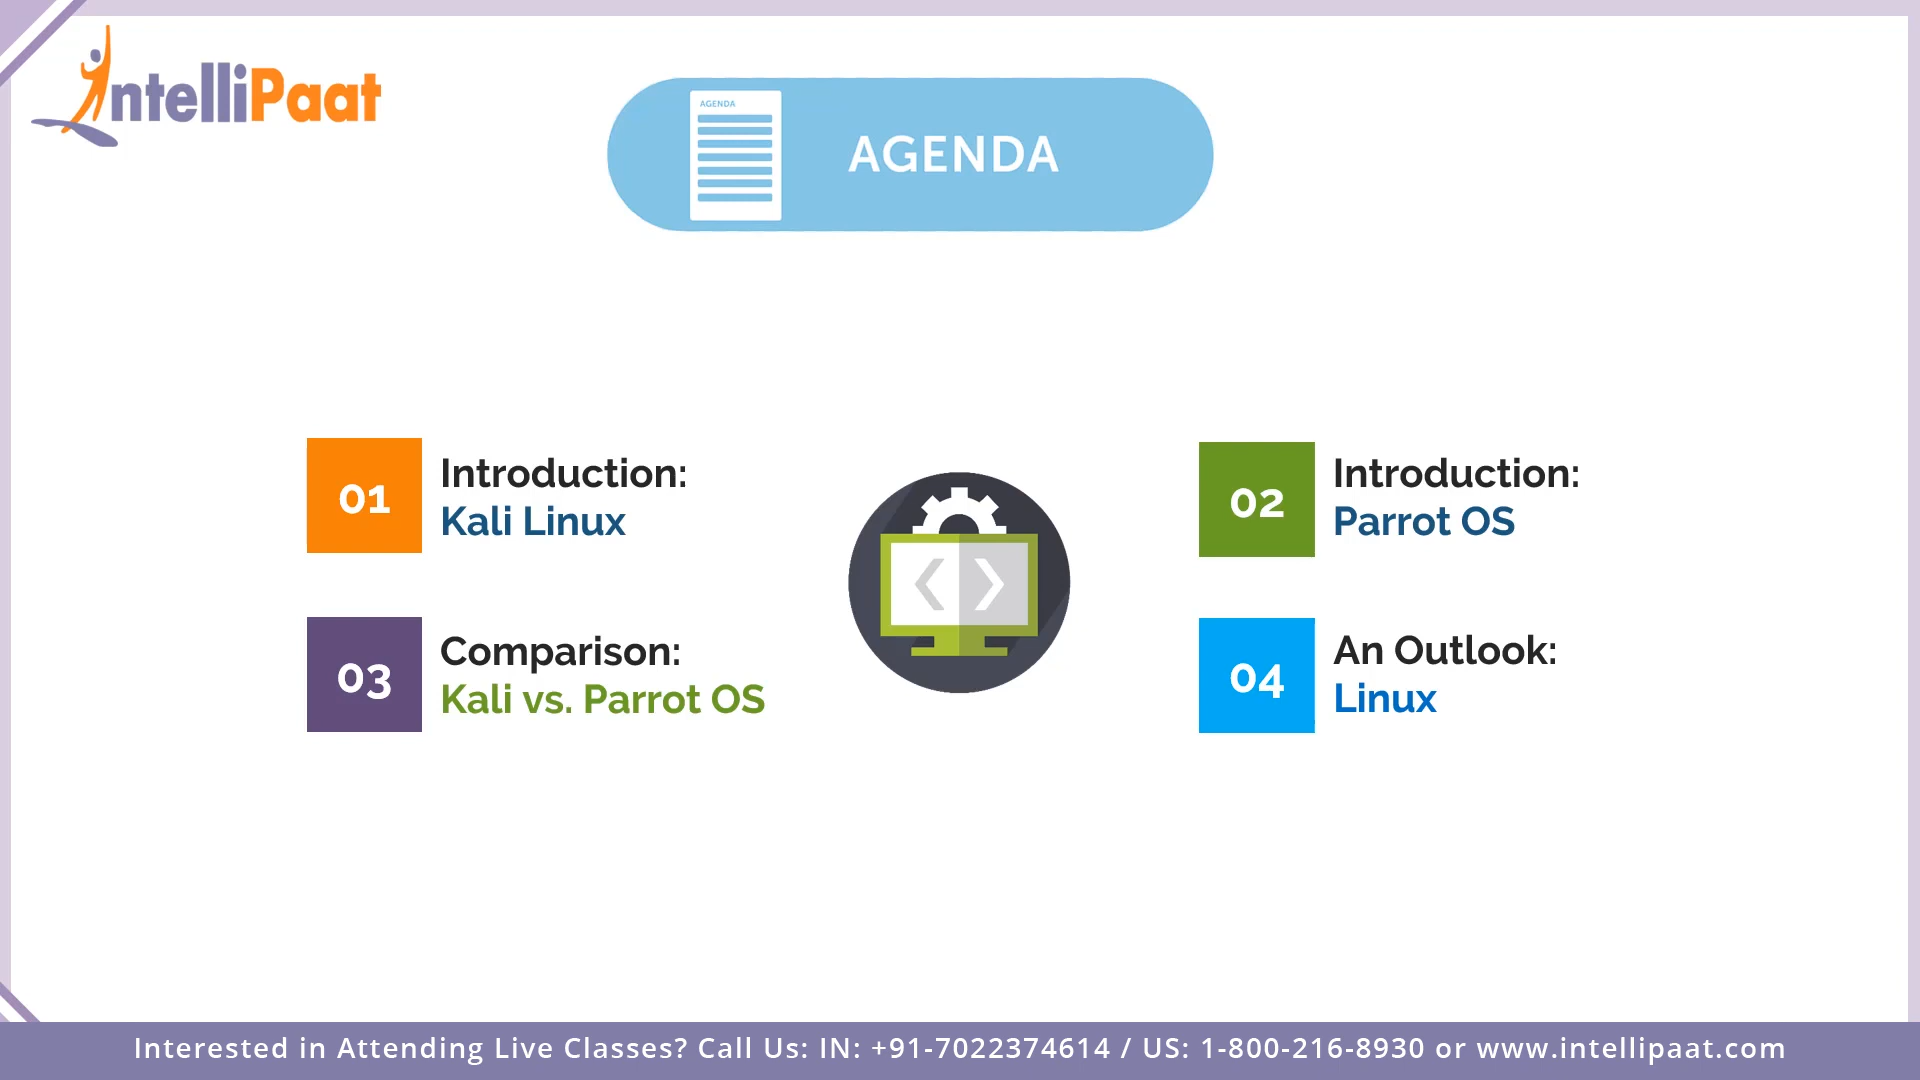 IntelliPaat
AGENDA
AGENDA
01
Introduction:
Kali Linux
02
Introduction:
Parrot OS
03
Comparison:
Kali vs. Parrot OS
04
An Outlook:
Linux
Interested in Attending Live Classes? Call Us: IN: +91-7022374614 / US: 1-800-216-8930 or www.intellipaat.com